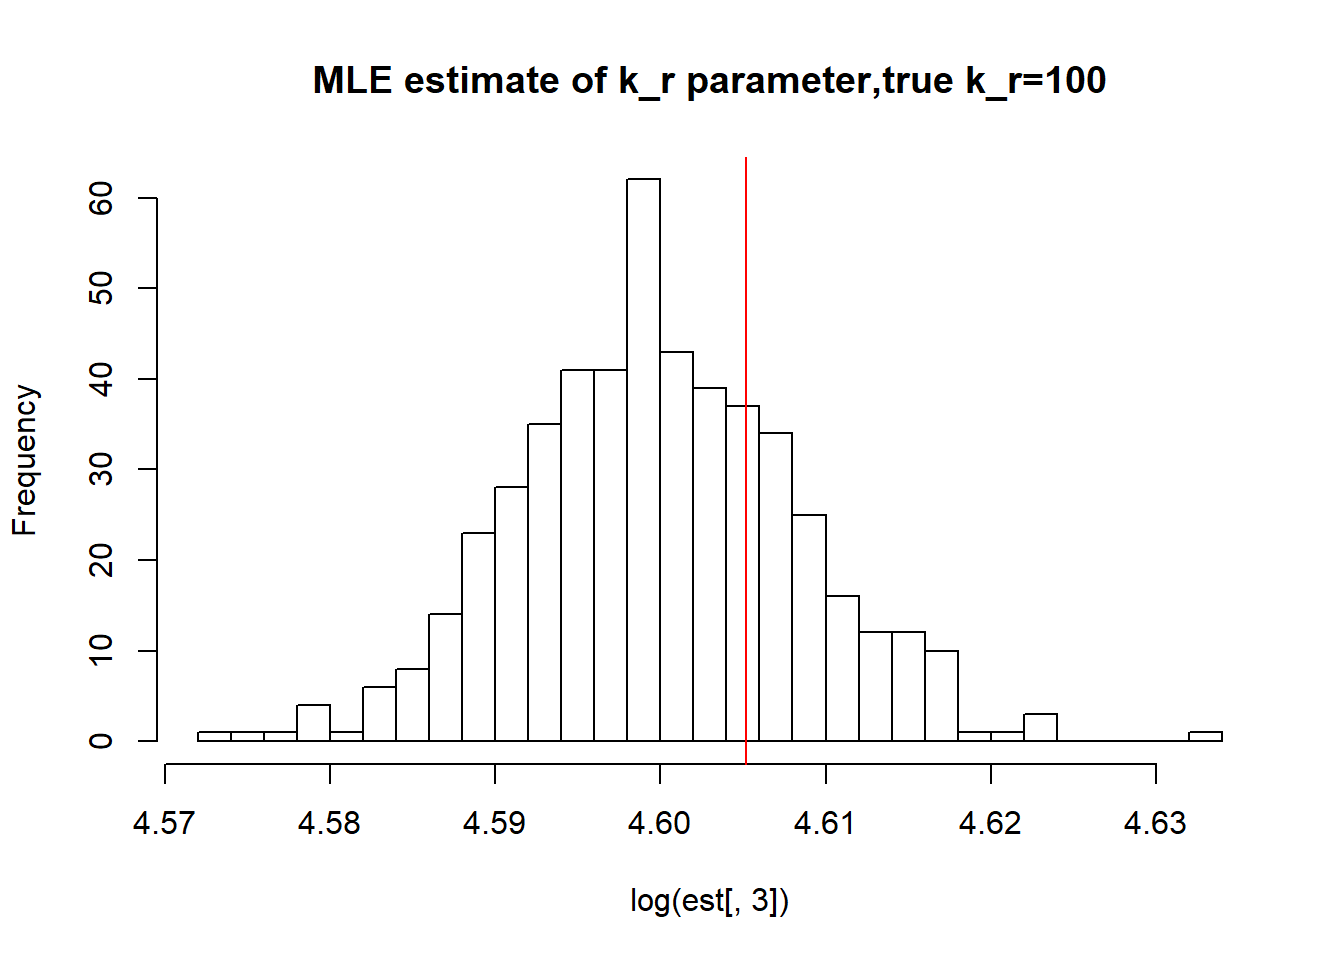 MLE estimate of k_r parameter,true k_r=100
Frequency
60
50
40
30
20
10
0
4.57 4.58 4.59 4.60 4.61 4.62 4.63
log(est[, 3])